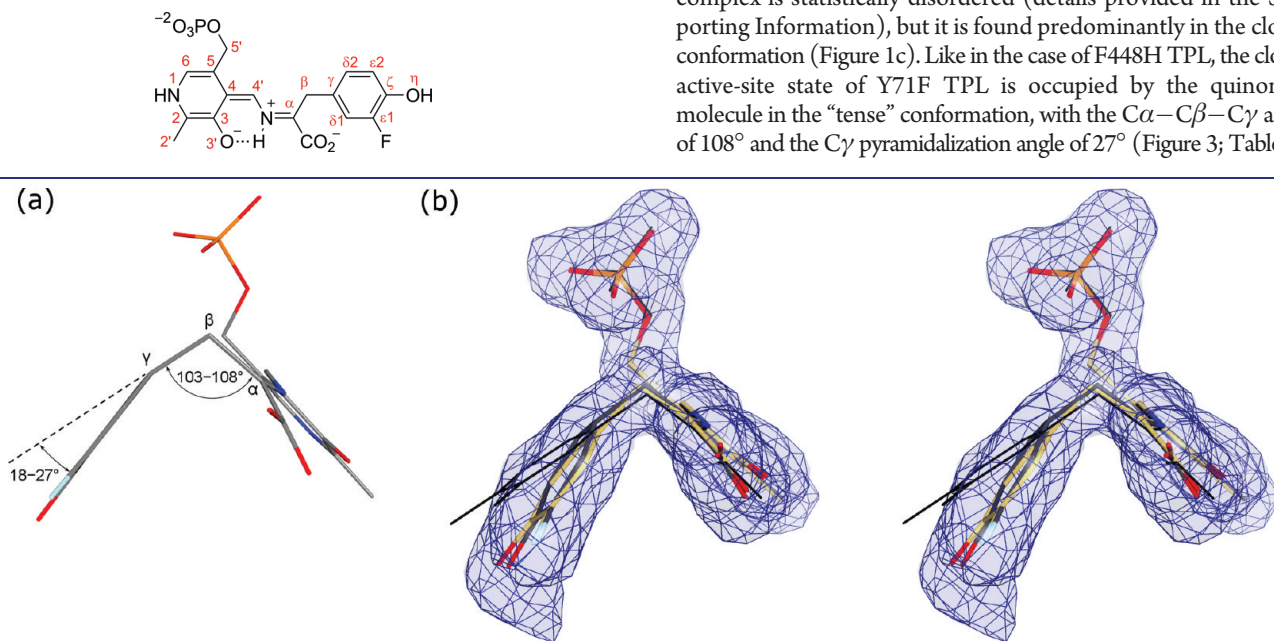 complex is statistically disordered (details provided in the S
porting Information), but it is found predominantly in the clo
conformation (Figure 1c). Like in the case of F448H TPL, the clo
active-site state of Y71F TPL is occupied by the quinon
molecule in the “tense” conformation, with the Cα−Cβ−Cγ a
of 108° and the Cγ pyramidalization angle of 27° (Figure 3; Table
−2
O3PO
5'
6
5
1
4
4'
HN
2
3
2'
3'
O
−
H
N
+
α
β
γ
δ2
ε2
ζ
η
OH
δ1
ε1
F
CO2−
(a)
β
γ
103−108°
α
18−27°
(b)